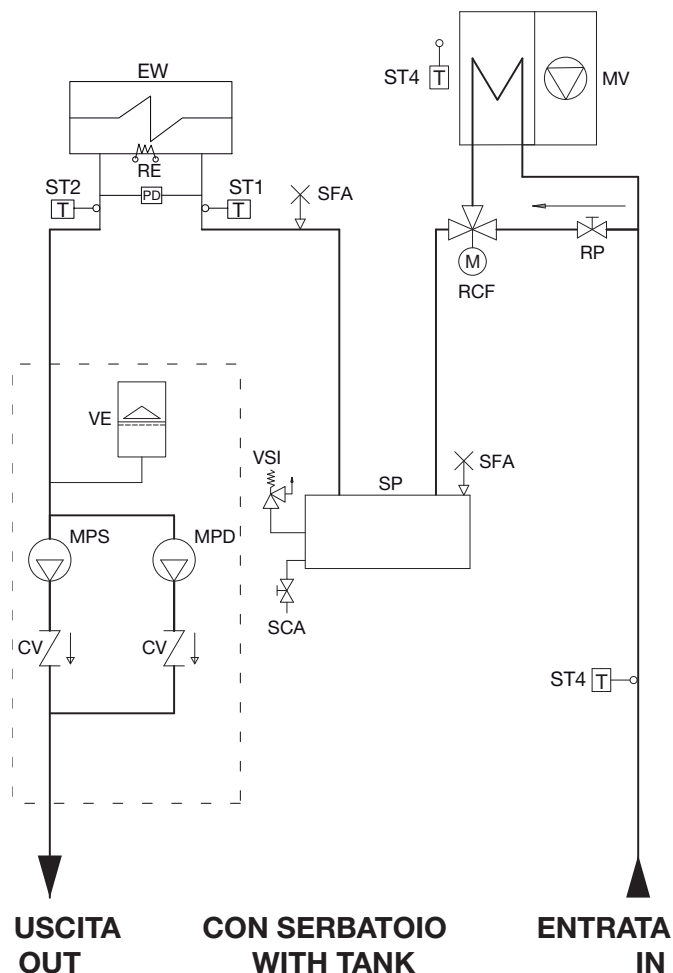 EW
ST4
T
MV
RE
ST2
T
PD
ST1
T
SFA
RP
M
RCF
VE
VSI
SP
SFA
MPS
MPD
SCA
CV
CV
ST4
T
USCITA
OUT
CON SERBATOIO
WITH TANK
ENTRATA
IN